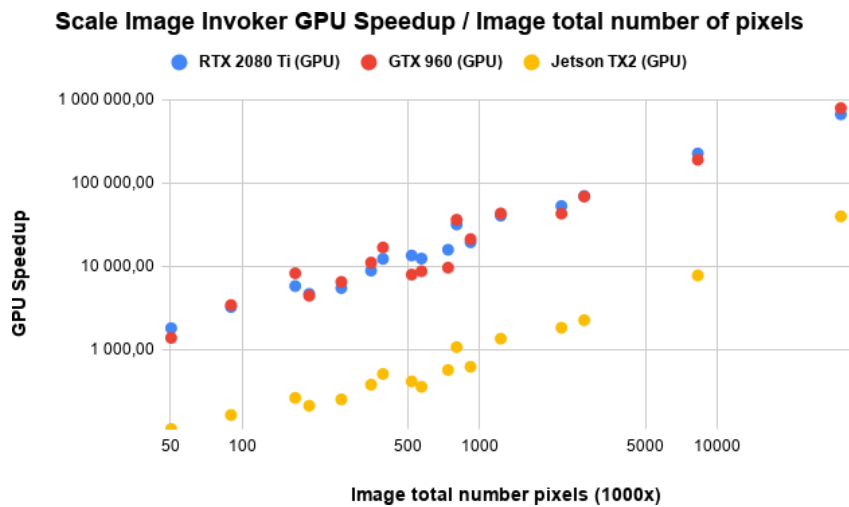 Scale Image Invoker GPU Speedup / Image total number of pixels
RTX 2080 Ti (GPU) GTX 960 (GPU) Jetson TX2 (GPU)
1 000 000,00
100 000,00
10 000,00
1 000,00
GPU Speedup
50 100 500 1000 5000 10000
Image total number pixels (1000x)